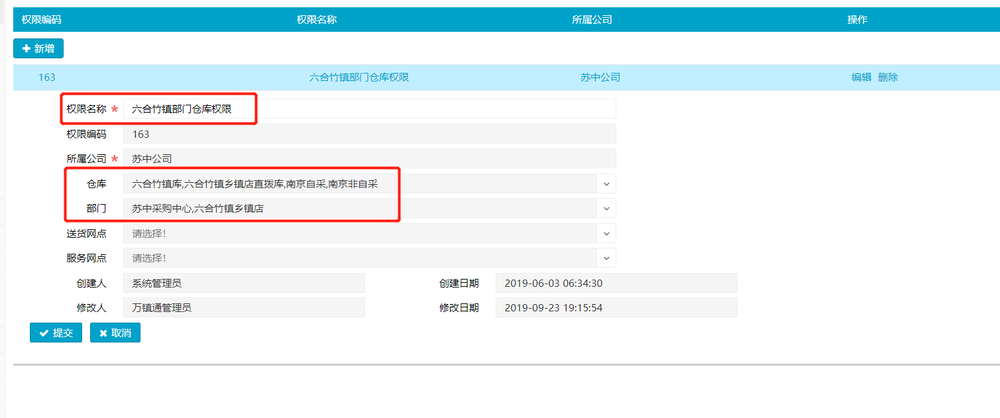 权限编码 权限名称 所属公司 操作
新增
163 六合竹镇部门仓库权限 苏中公司 编辑 删除
权限名称 * 六合竹镇部门仓库权限
权限编码 163
所属公司 * 苏中公司
仓库 六合竹镇库,六合竹镇乡镇店直拨库,南京自采,南京非自采
部门 苏中采购中心,六合竹镇乡镇店
送货网点 请选择！
服务网点 请选择！
创建人 系统管理员 创建日期 2019-06-03 06:34:30
修改人 万镇通管理员 修改日期 2019-09-23 19:15:54
提交 取消